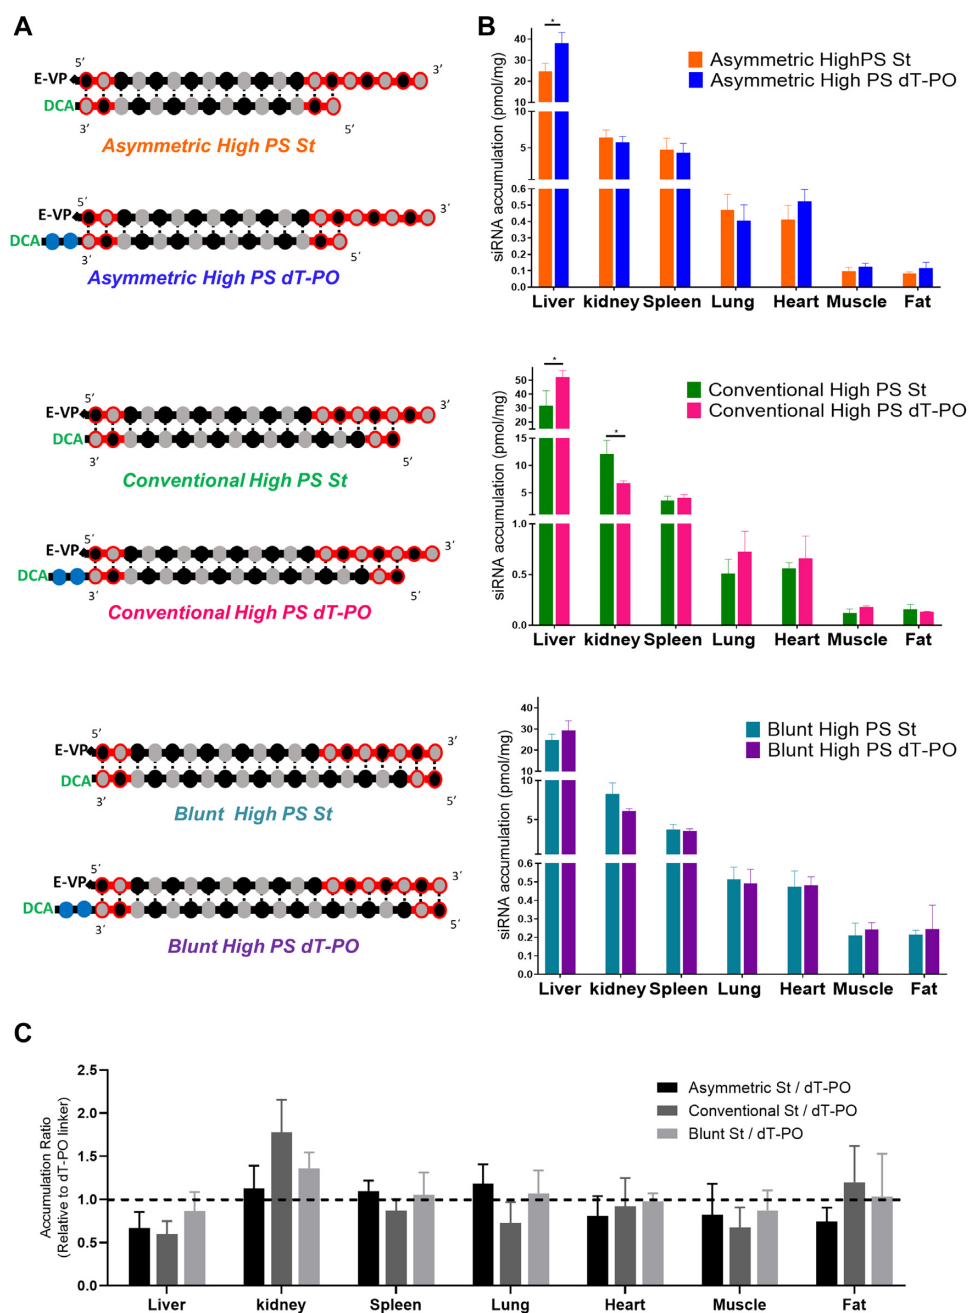 A
5′
E-VP
3′
DCA
3′
5′
Asymmetric High PS St
5′
E-VP
3′
DCA
3′
5′
Asymmetric High PS dT-PO
5′
E-VP
3′
DCA
3′
5′
Conventional High PS St
5′
E-VP
3′
DCA
3′
5′
Conventional High PS dT-PO
5′
E-VP
3′
DCA
3′
5′
Blunt High PS St
5′
E-VP
3′
DCA
3′
5′
Blunt High PS dT-PO
B
siRNA accumulation (pmol/mg)
40
30
20
10
10
5
0.6
0.5
0.4
0.3
0.2
0.1
0.0
*
Asymmetric HighPS St
Asymmetric High PS dT-PO
Liver kidney Spleen Lung Heart Muscle Fat
siRNA accumulation (pmol/mg)
50
40
30
15
10
5
1.0
0.5
0.0
*
*
Conventional High PS St
Conventional High PS dT-PO
Liver kidney Spleen Lung Heart Muscle Fat
siRNA accumulation (pmol/mg)
40
30
20
10
10
5
0.6
0.5
0.4
0.3
0.2
0.1
0.0
Blunt High PS St
Blunt High PS dT-PO
Liver kidney Spleen Lung Heart Muscle Fat
C
Accumulation Ratio
(Relative to dT-PO linker)
2.5
2.0
1.5
1.0
0.5
0.0
Asymmetric St / dT-PO
Conventional St / dT-PO
Blunt St / dT-PO
Liver kidney Spleen Lung Heart Muscle Fat